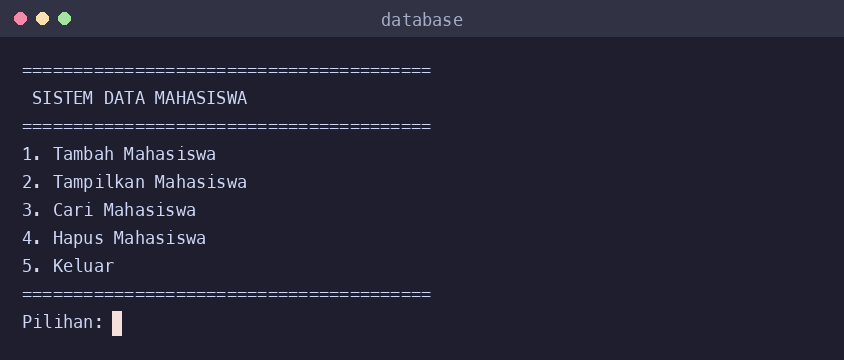 database
========================================
SISTEM DATA MAHASISWA
========================================
1. Tambah Mahasiswa
2. Tampilkan Mahasiswa
3. Cari Mahasiswa
4. Hapus Mahasiswa
5. Keluar
========================================
Pilihan: